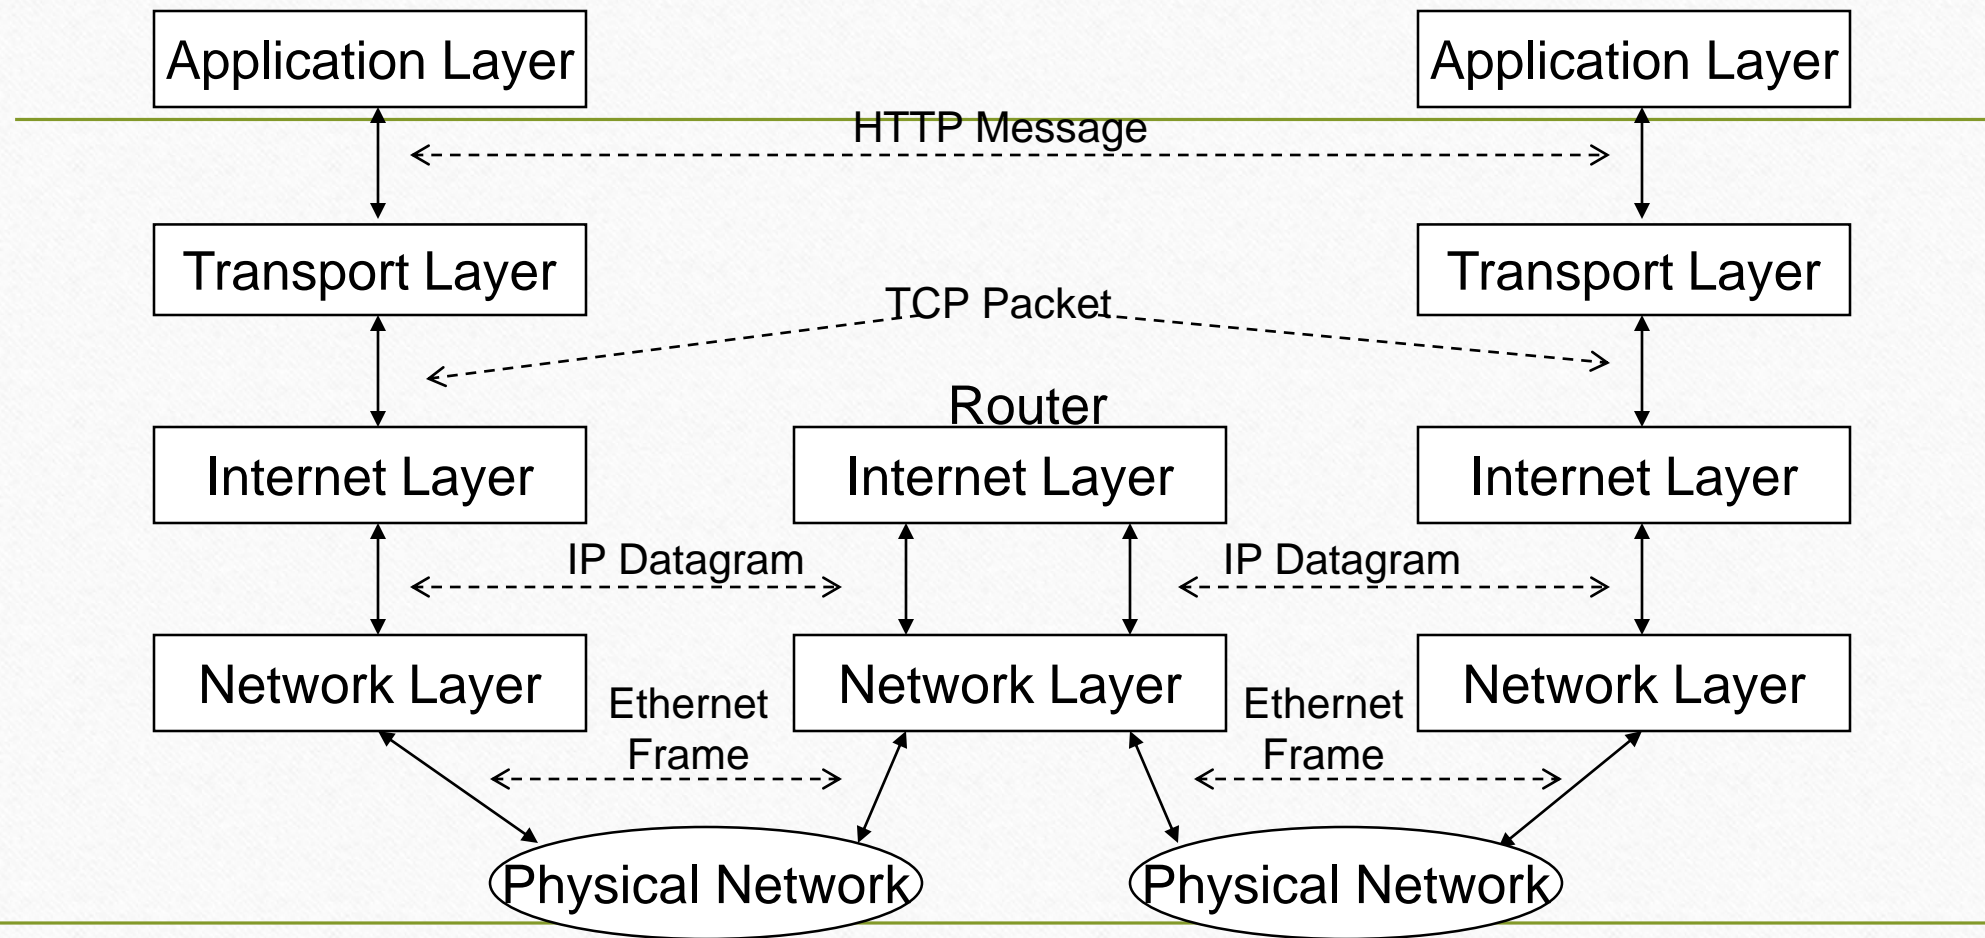 Application Layer
Application Layer
HTTP Message
Transport Layer
Transport Layer
TCP Packet
Router
Internet Layer
Internet Layer
Internet Layer
IP Datagram
IP Datagram
Network Layer
Network Layer
Network Layer
Ethernet
Frame
Ethernet
Frame
Physical Network
Physical Network